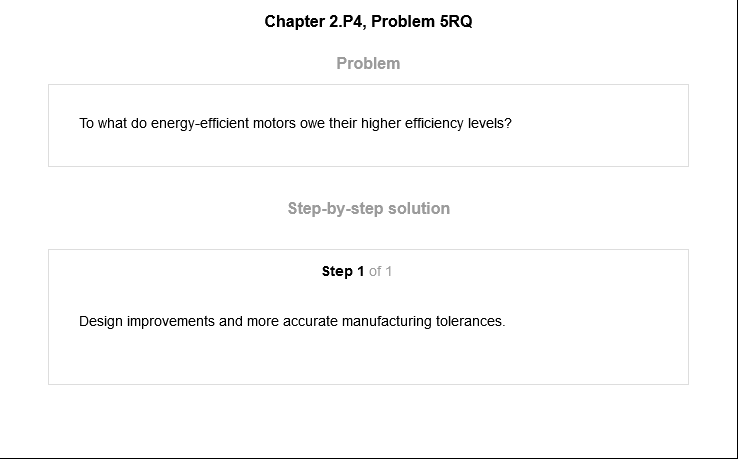 Chapter 2.P4, Problem 5RQ
Problem
To what do energy-efficient motors owe their higher efficiency levels?
Step-by-step solution
Step 1 of 1
Design improvements and more accurate manufacturing tolerances.